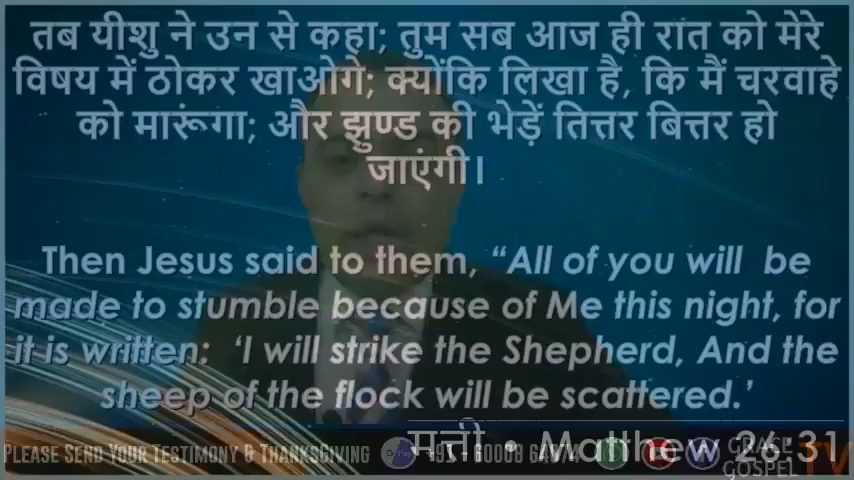 तब यीशु ने उन से कहा; तुम सब आज ही रात को मेरे
विषय में ठोकर खाओगे; क्योंकि लिखा है, कि मैं चरवाहे
को मारूंगा; और झुण्ड की भेड़ें तित्तर बित्तर हो
जाएंगी।
Then Jesus said to them, “All of you will be
made to stumble because of Me this night, for
it is written: ‘I will strike the Shepherd, And the
sheep of the flock will be scattered.’
मत्ती • Matthew 26:31
Please Send Your Testimony & Thanksgiving
GRACE
GOSPEL TV